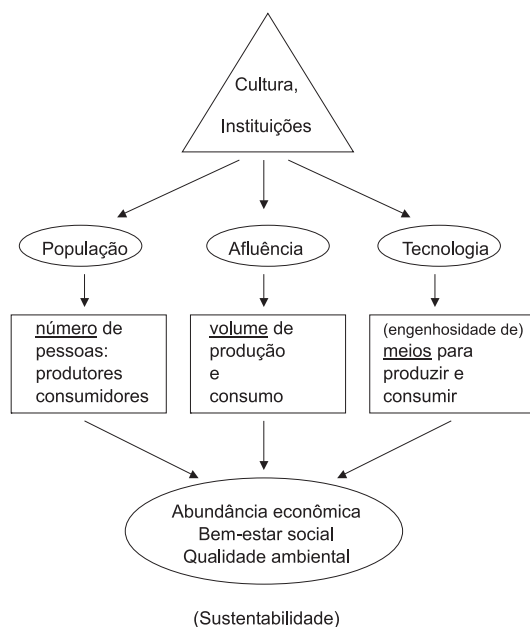 Cultura,
Instituições
População
Afluência
Tecnologia
número de
pessoas:
produtores
consumidores
volume de
produção
e
consumo
(engenhosidade de)
meios para
produzir e
consumir
Abundância econômica
Bem-estar social
Qualidade ambiental
(Sustentabilidade)